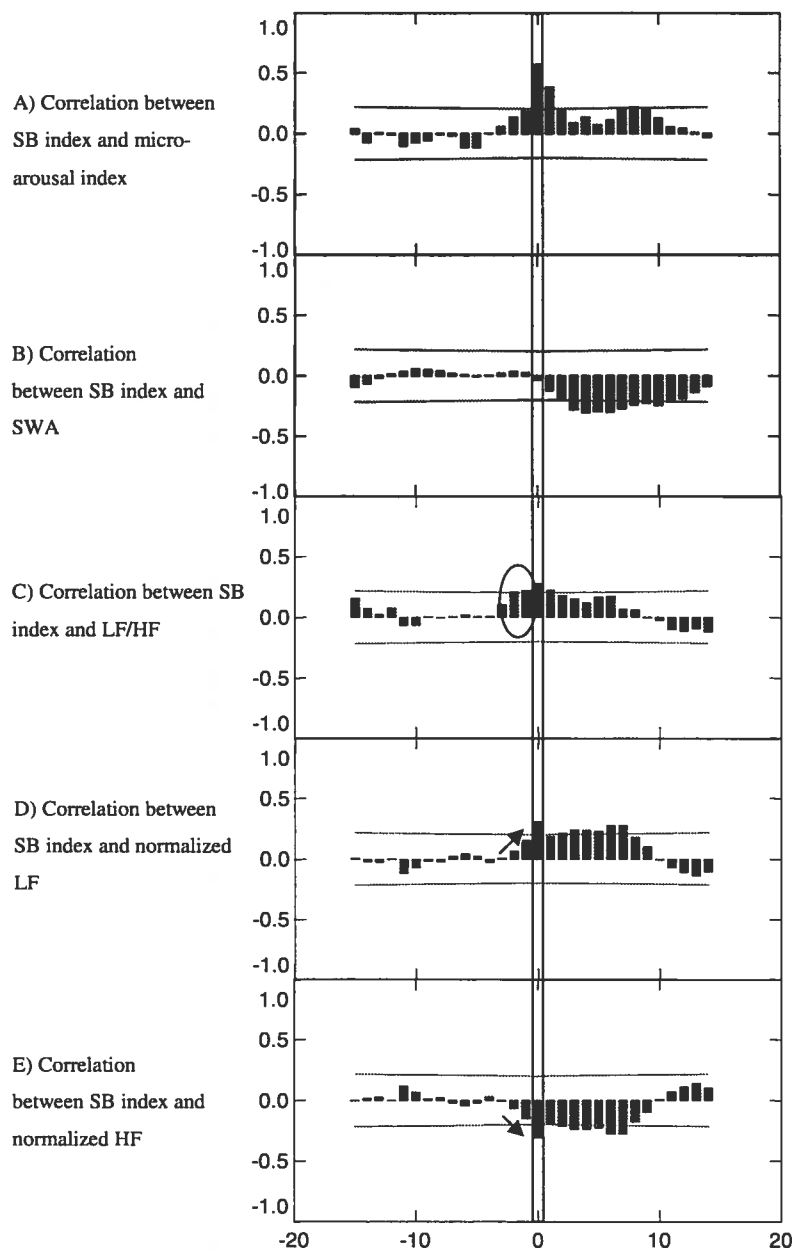 1.0
0.5
A) Correlation between
SB index and micro-
arousal index
0.0
-0.5
-1.0
1.0
0.5
B) Correlation
between SB index and
SWA
0.0
-0.5
-1.0
1.0
0.5
C) Correlation between SB
index and LF/HF
0.0
-0.5
-1.0
1.0
0.5
D) Correlation between
SB index and normalized
LF
0.0
-0.5
-1.0
1.0
0.5
E) Correlation
between SB index and
normalized HF
0.0
-0.5
-1.0
-20 -10 0 10 20